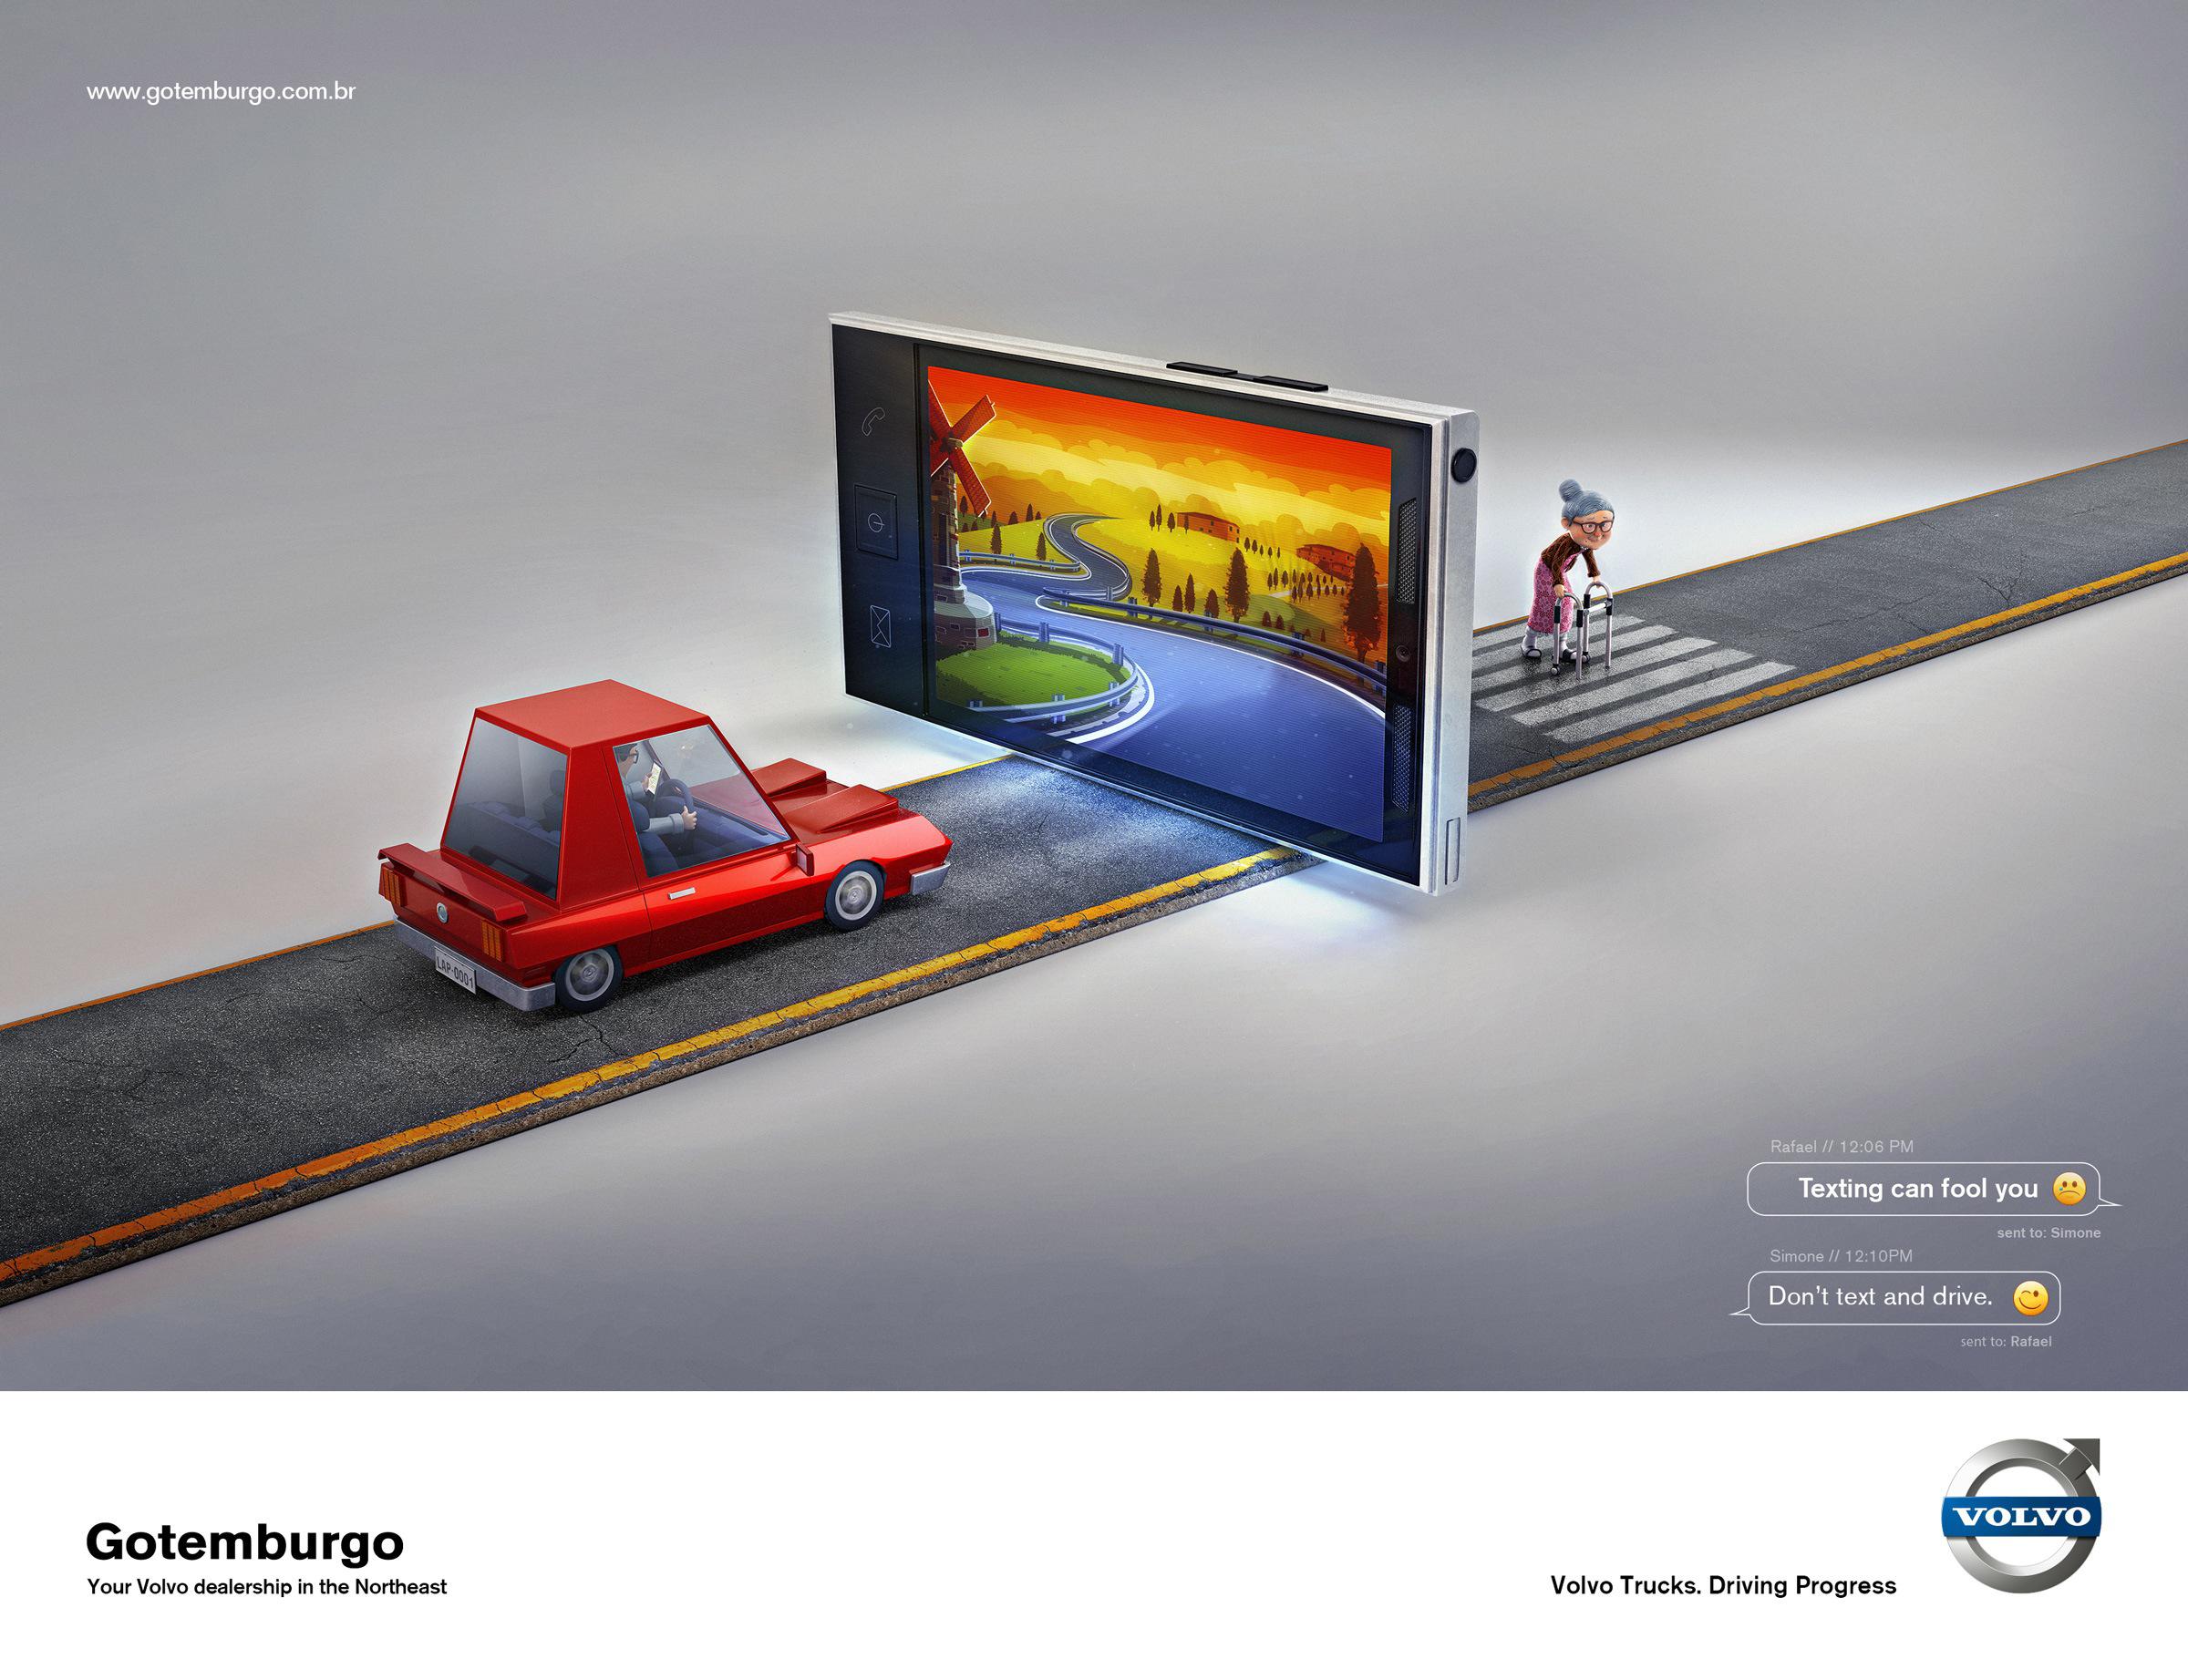 www.gotemburgo.com.br
LAP-0001
Rafael // 12:06 PM
Texting can fool you
sent to: Simone
Simone // 12:10PM
Don't text and drive.
sent to: Rafael
Gotemburgo
Your Volvo dealership in the Northeast
Volvo Trucks. Driving Progress
VOLVO